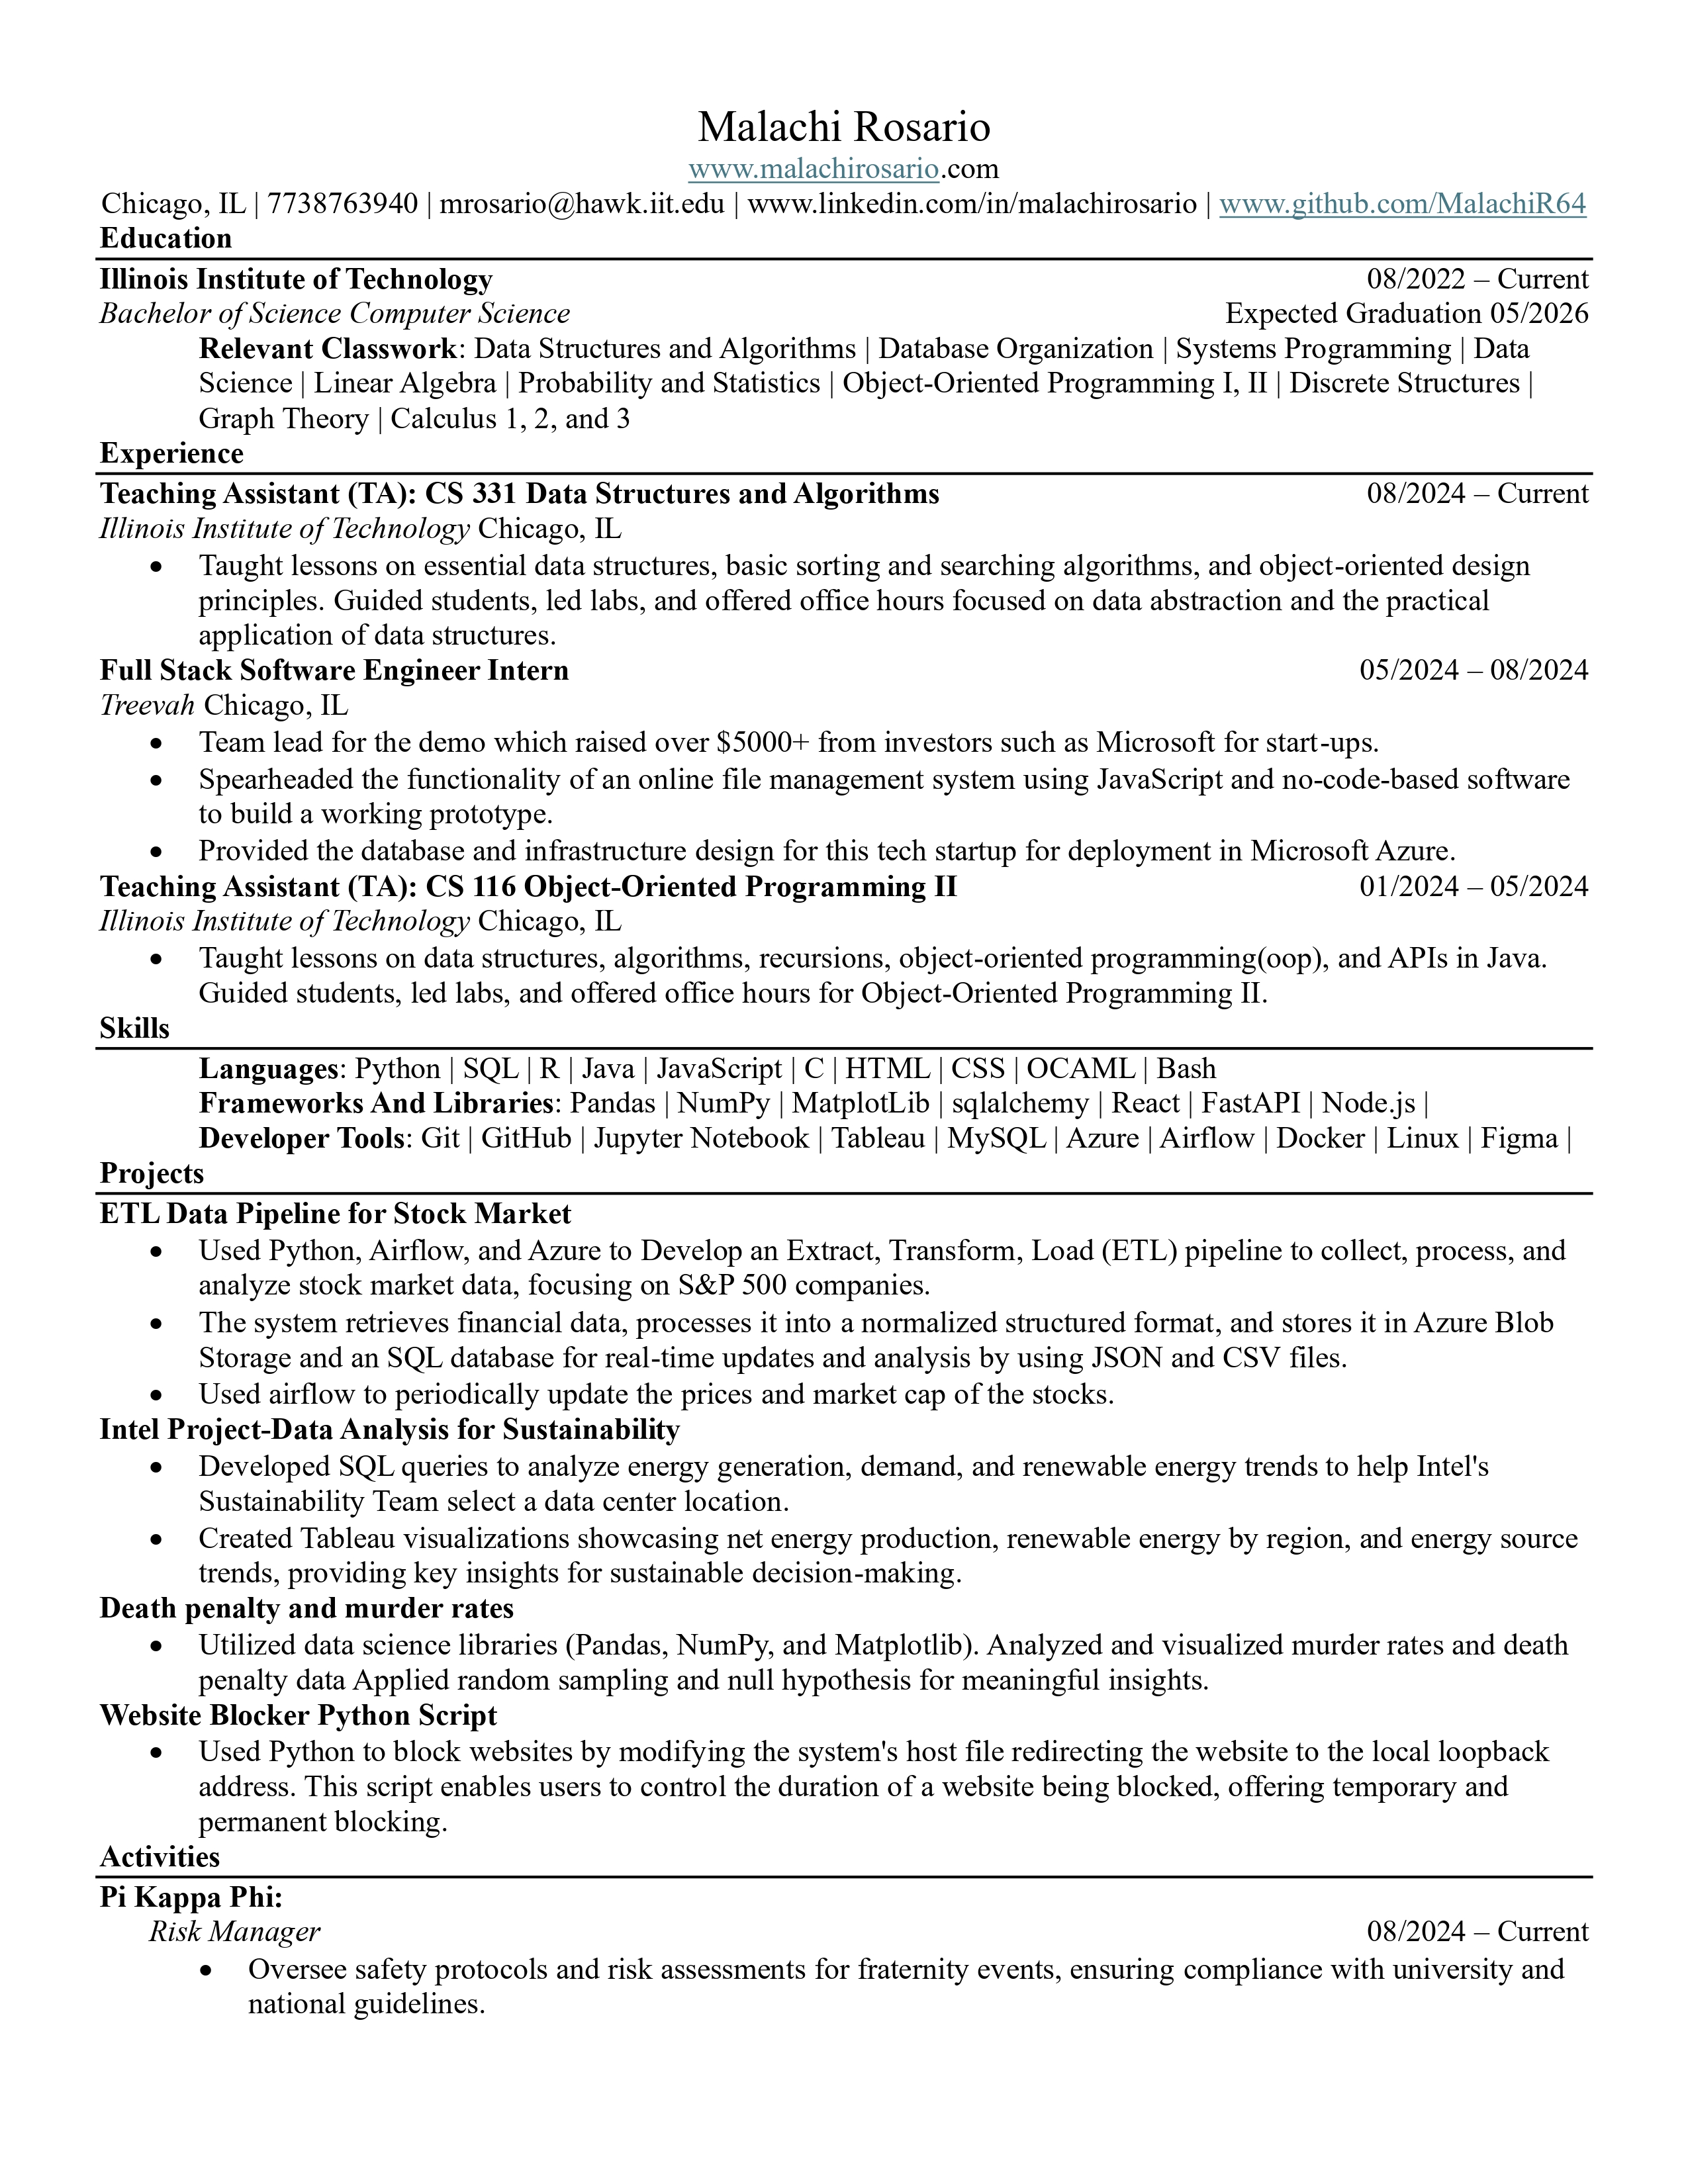 Malachi Rosario
www.malachirosario.com
Chicago, IL | 7738763940 | mrosario@hawk.iit.edu | www.linkedin.com/in/malachirosario | www.github.com/MalachiR64
Education
Illinois Institute of Technology 08/2022 – Current
Bachelor of Science Computer Science Expected Graduation 05/2026
Relevant Classwork: Data Structures and Algorithms | Database Organization | Systems Programming | Data
Science | Linear Algebra | Probability and Statistics | Object-Oriented Programming I, II | Discrete Structures |
Graph Theory | Calculus 1, 2, and 3
Experience
Teaching Assistant (TA): CS 331 Data Structures and Algorithms 08/2024 – Current
Illinois Institute of Technology Chicago, IL
• Taught lessons on essential data structures, basic sorting and searching algorithms, and object-oriented design
principles. Guided students, led labs, and offered office hours focused on data abstraction and the practical
application of data structures.
Full Stack Software Engineer Intern 05/2024 – 08/2024
Treevah Chicago, IL
• Team lead for the demo which raised over $5000+ from investors such as Microsoft for start-ups.
• Spearheaded the functionality of an online file management system using JavaScript and no-code-based software
to build a working prototype.
• Provided the database and infrastructure design for this tech startup for deployment in Microsoft Azure.
Teaching Assistant (TA): CS 116 Object-Oriented Programming II 01/2024 – 05/2024
Illinois Institute of Technology Chicago, IL
• Taught lessons on data structures, algorithms, recursions, object-oriented programming(oop), and APIs in Java.
Guided students, led labs, and offered office hours for Object-Oriented Programming II.
Skills
Languages: Python | SQL | R | Java | JavaScript | C | HTML | CSS | OCAML | Bash
Frameworks And Libraries: Pandas | NumPy | MatplotLib | sqlalchemy | React | FastAPI | Node.js |
Developer Tools: Git | GitHub | Jupyter Notebook | Tableau | MySQL | Azure | Airflow | Docker | Linux | Figma |
Projects
ETL Data Pipeline for Stock Market
• Used Python, Airflow, and Azure to Develop an Extract, Transform, Load (ETL) pipeline to collect, process, and
analyze stock market data, focusing on S&P 500 companies.
• The system retrieves financial data, processes it into a normalized structured format, and stores it in Azure Blob
Storage and an SQL database for real-time updates and analysis by using JSON and CSV files.
• Used airflow to periodically update the prices and market cap of the stocks.
Intel Project-Data Analysis for Sustainability
• Developed SQL queries to analyze energy generation, demand, and renewable energy trends to help Intel's
Sustainability Team select a data center location.
• Created Tableau visualizations showcasing net energy production, renewable energy by region, and energy source
trends, providing key insights for sustainable decision-making.
Death penalty and murder rates
• Utilized data science libraries (Pandas, NumPy, and Matplotlib). Analyzed and visualized murder rates and death
penalty data Applied random sampling and null hypothesis for meaningful insights.
Website Blocker Python Script
• Used Python to block websites by modifying the system's host file redirecting the website to the local loopback
address. This script enables users to control the duration of a website being blocked, offering temporary and
permanent blocking.
Activities
Pi Kappa Phi:
Risk Manager 08/2024 – Current
• Oversee safety protocols and risk assessments for fraternity events, ensuring compliance with university and
national guidelines.